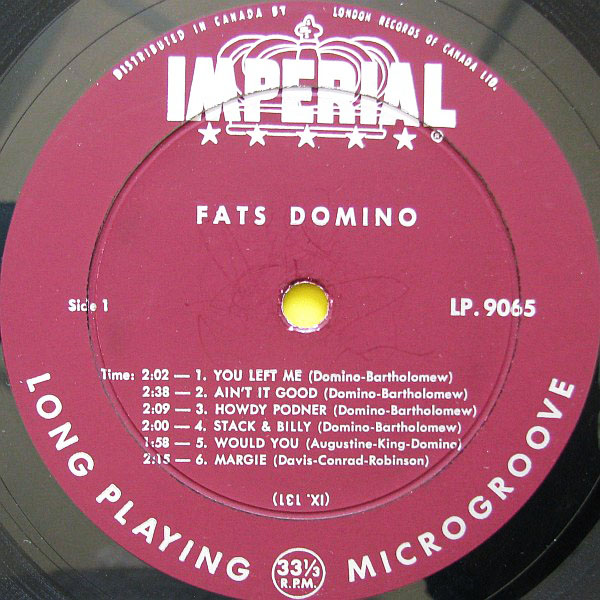 DISTRIBUTED IN CANADA BY LONDON RECORDS OF CANADA LTD.
IMPERIAL
®
FATS DOMINO
Side 1
LP. 9065
Time: 2:02 — 1. YOU LEFT ME (Domino-Bartholomew)
2:38 — 2. AIN'T IT GOOD (Domino-Bartholomew)
2:09 — 3. HOWDY PODNER (Domino-Bartholomew)
2:00 — 4. STACK & BILLY (Domino-Bartholomew)
1:58 — 5. WOULD YOU (Augustine-King-Domino)
2:15 — 6. MARGIE (Davis-Conrad-Robinson)
(IX. 131)
LONG PLAYING MICROGROOVE
33⅓
R.P.M.